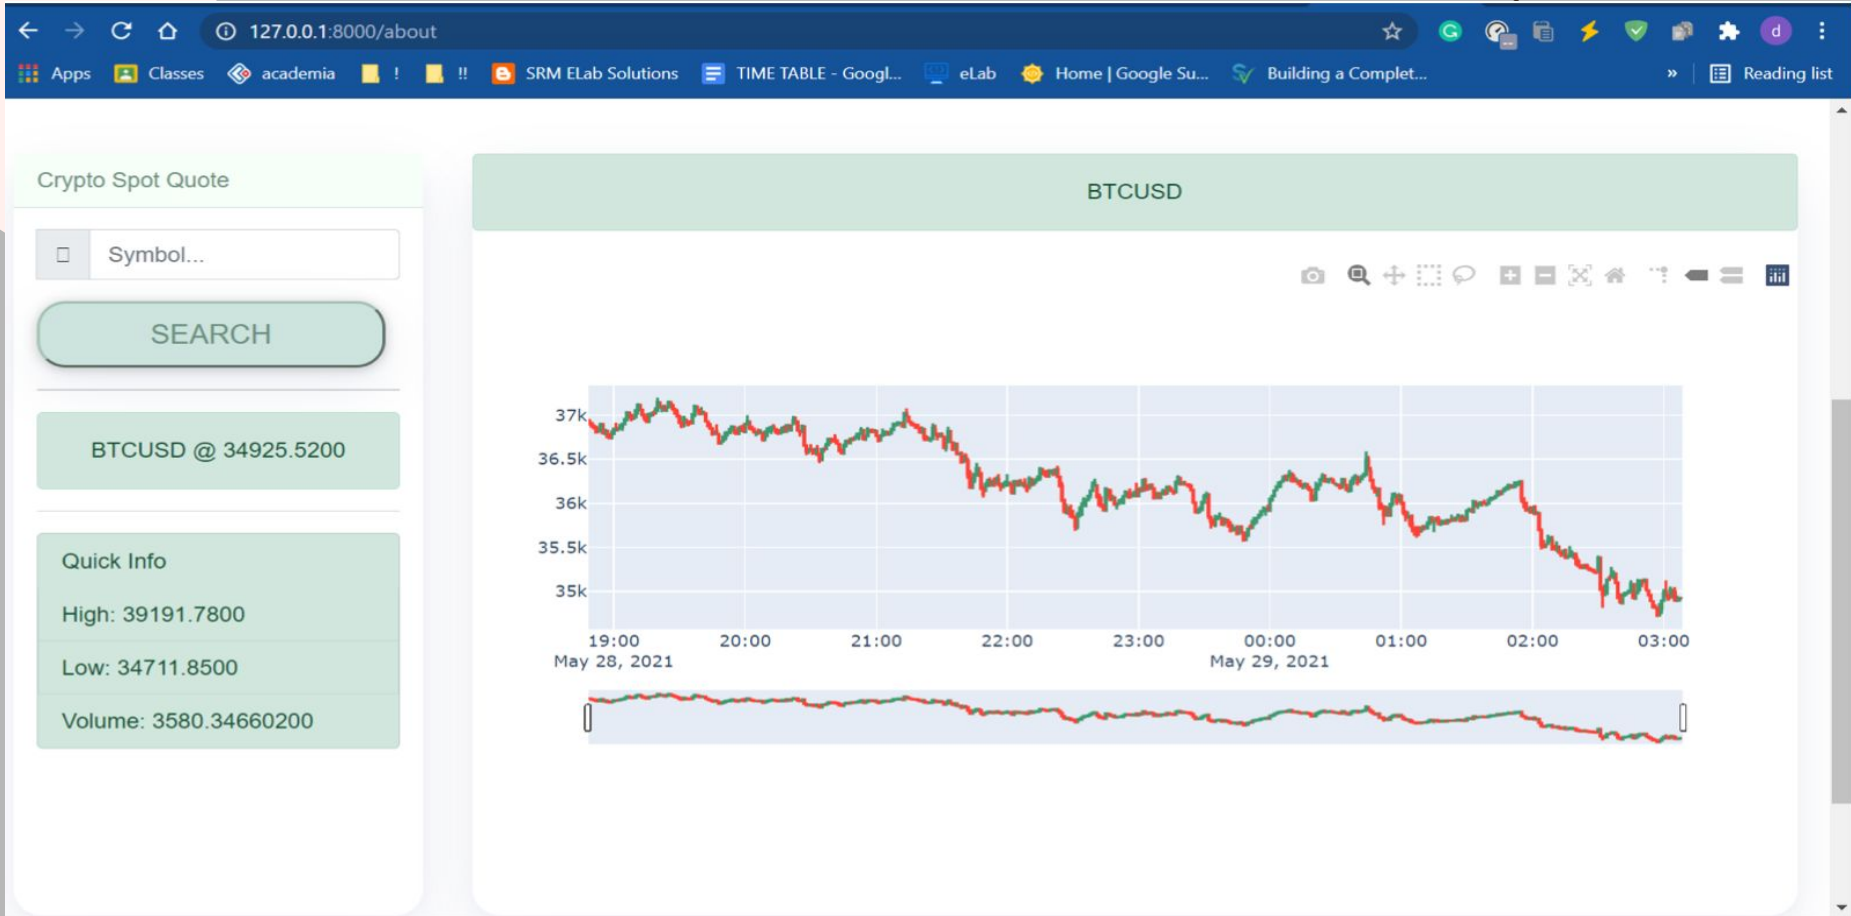 127.0.0.1:8000/about
Apps Classes academia ! !! SRM ELab Solutions TIME TABLE - Googl... eLab Home | Google Su... Building a Complet... » Reading list
d
Crypto Spot Quote
Symbol...
SEARCH
BTCUSD @ 34925.5200
Quick Info
High: 39191.7800
Low: 34711.8500
Volume: 3580.34660200
BTCUSD
37k
36.5k
36k
35.5k
35k
19:00 20:00 21:00 22:00 23:00 00:00 01:00 02:00 03:00
May 28, 2021 May 29, 2021